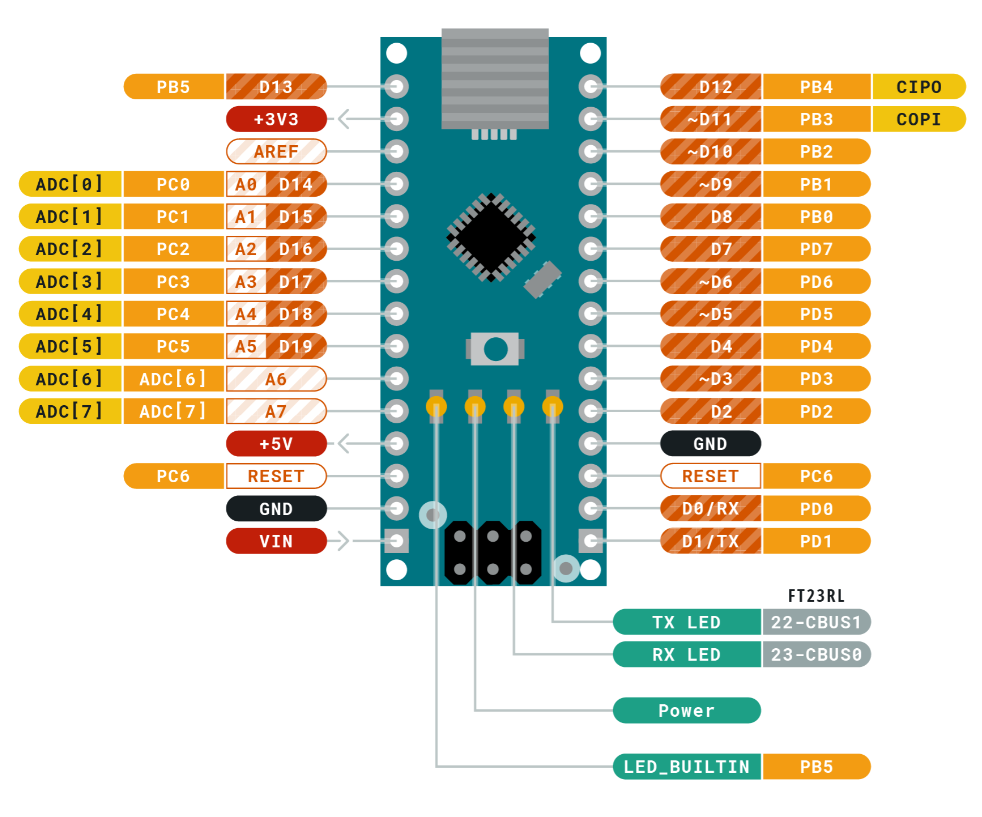 PB5 D13 D12 PB4 CIPO
+3V3 ~D11 PB3 COPI
AREF ~D10 PB2
ADC[0] PC0 A0 D14 ~D9 PB1
ADC[1] PC1 A1 D15 D8 PB0
ADC[2] PC2 A2 D16 D7 PD7
ADC[3] PC3 A3 D17 ~D6 PD6
ADC[4] PC4 A4 D18 ~D5 PD5
ADC[5] PC5 A5 D19 D4 PD4
ADC[6] ADC[6] A6 ~D3 PD3
ADC[7] ADC[7] A7 D2 PD2
+5V GND
PC6 RESET RESET PC6
GND D0/RX PD0
VIN D1/TX PD1
FT23RL
TX LED 22-CBUS1
RX LED 23-CBUS0
Power
LED_BUILTIN PB5